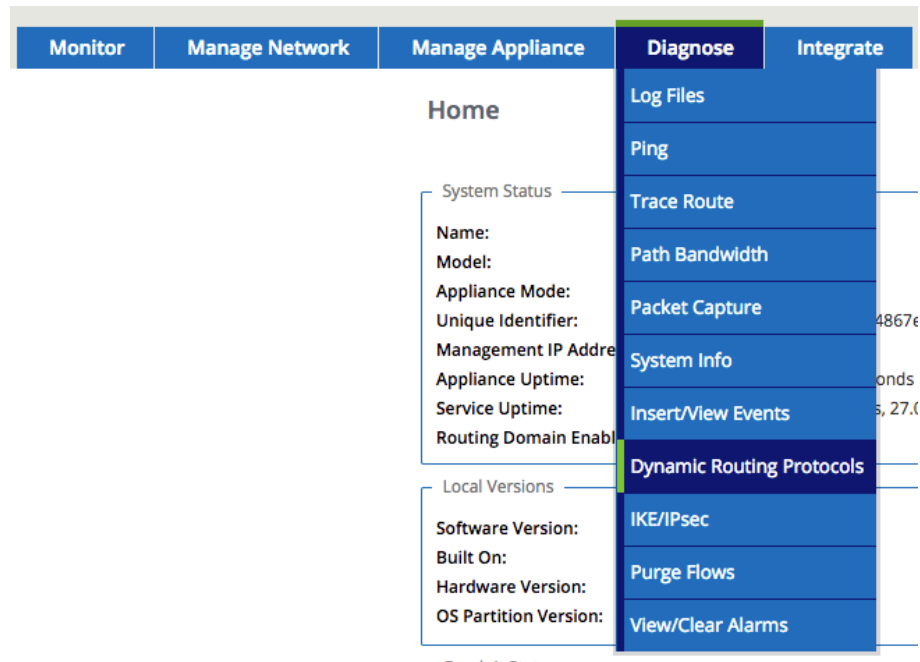 Monitor Manage Network Manage Appliance Diagnose Integrate
Home
Log Files
Ping
Trace Route
Path Bandwidth
Packet Capture
System Info
Insert/View Events
Dynamic Routing Protocols
IKE/IPsec
Purge Flows
View/Clear Alarms
System Status
Name:
Model:
Appliance Mode:
Unique Identifier: 4867e
Management IP Addre
Appliance Uptime: onds
Service Uptime: s, 27.0
Routing Domain Enabl
Local Versions
Software Version:
Built On:
Hardware Version:
OS Partition Version: